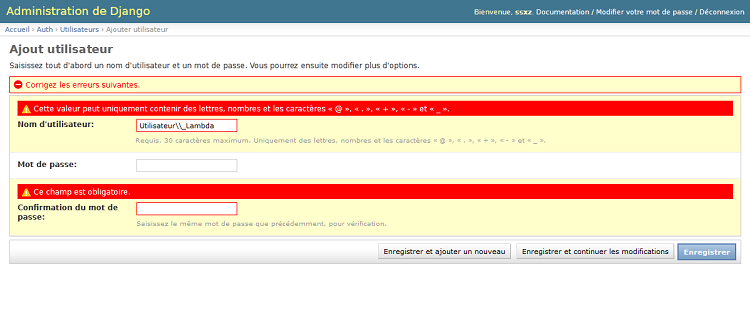 Administration de Django
Bienvenue, ssxz. Documentation / Modifier votre mot de passe / Déconnexion
Accueil › Auth › Utilisateurs › Ajouter utilisateur
Ajout utilisateur
Saisissez tout d'abord un nom d'utilisateur et un mot de passe. Vous pourrez ensuite modifier plus d'options.
Corrigez les erreurs suivantes.
Cette valeur peut uniquement contenir des lettres, nombres et les caractères « @ », « . », « + », « - » et « _ ».
Nom d'utilisateur:
Utilisateur\\_Lambda
Requis. 30 caractères maximum. Uniquement des lettres, nombres et les caractères « @ », « . », « + », « - » et « _ ».
Mot de passe:
Ce champ est obligatoire.
Confirmation du mot de
passe:
Saisissez le même mot de passe que précédemment, pour vérification.
Enregistrer et ajouter un nouveau
Enregistrer et continuer les modifications
Enregistrer